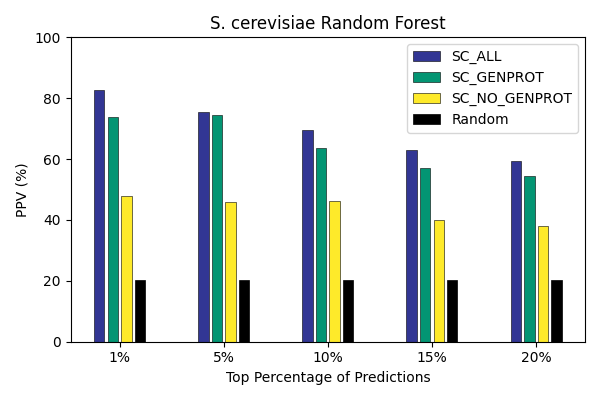 S. cerevisiae Random Forest
100
80
60
40
20
0
PPV (%)
SC_ALL
SC_GENPROT
SC_NO_GENPROT
Random
1% 5% 10% 15% 20%
Top Percentage of Predictions